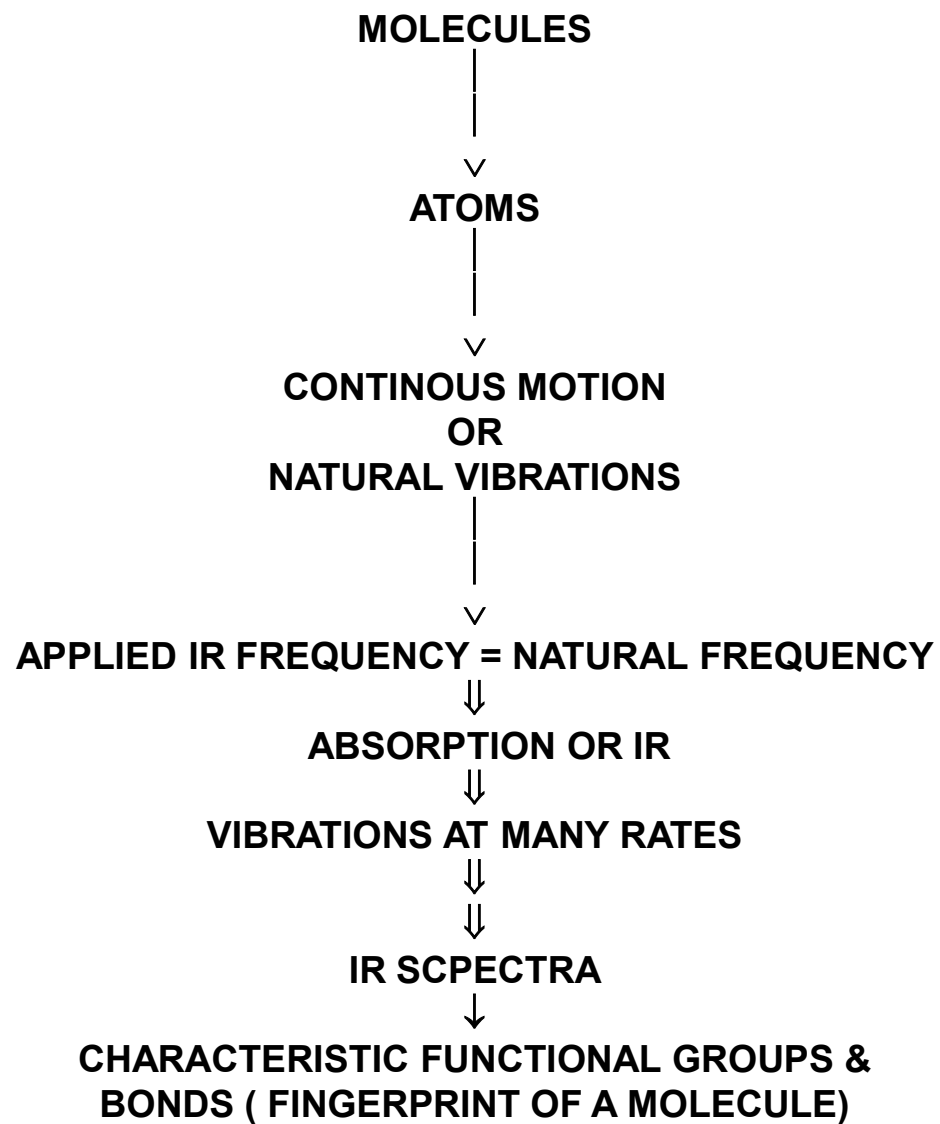 MOLECULES
ATOMS
CONTINOUS MOTION
OR
NATURAL VIBRATIONS
APPLIED IR FREQUENCY = NATURAL FREQUENCY
⇓
ABSORPTION OR IR
⇓
VIBRATIONS AT MANY RATES
⇓
⇓
IR SCPECTRA
↓
CHARACTERISTIC FUNCTIONAL GROUPS &
BONDS ( FINGERPRINT OF A MOLECULE)